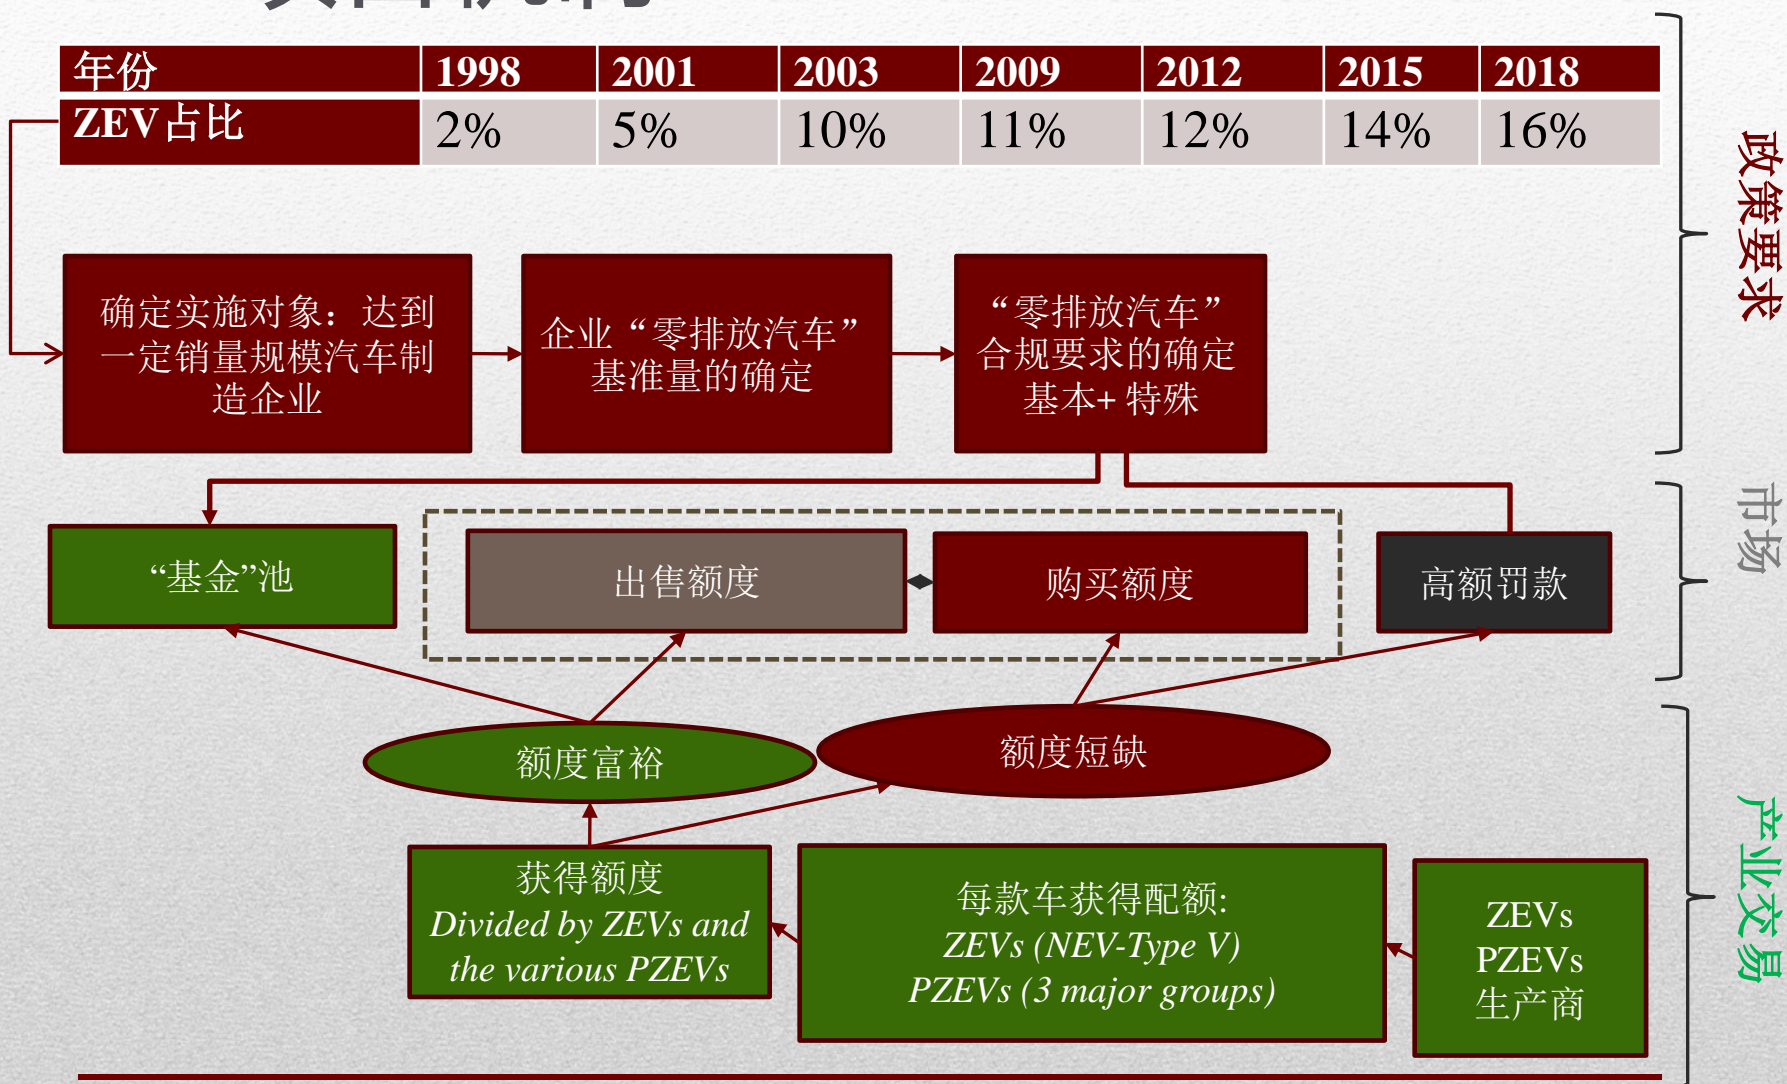 年份 1998 2001 2003 2009 2012 2015 2018
ZEV占比 2% 5% 10% 11% 12% 14% 16%
政策要求
确定实施对象：达到
一定销量规模汽车制
造企业
企业“零排放汽车”
基准量的确定
“零排放汽车”
合规要求的确定
基本+ 特殊
市场
“基金”池
出售额度
购买额度
高额罚款
额度富裕
额度短缺
产业交易
获得额度
Divided by ZEVs and
the various PZEVs
每款车获得配额:
ZEVs (NEV-Type V)
PZEVs (3 major groups)
ZEVs
PZEVs
生产商